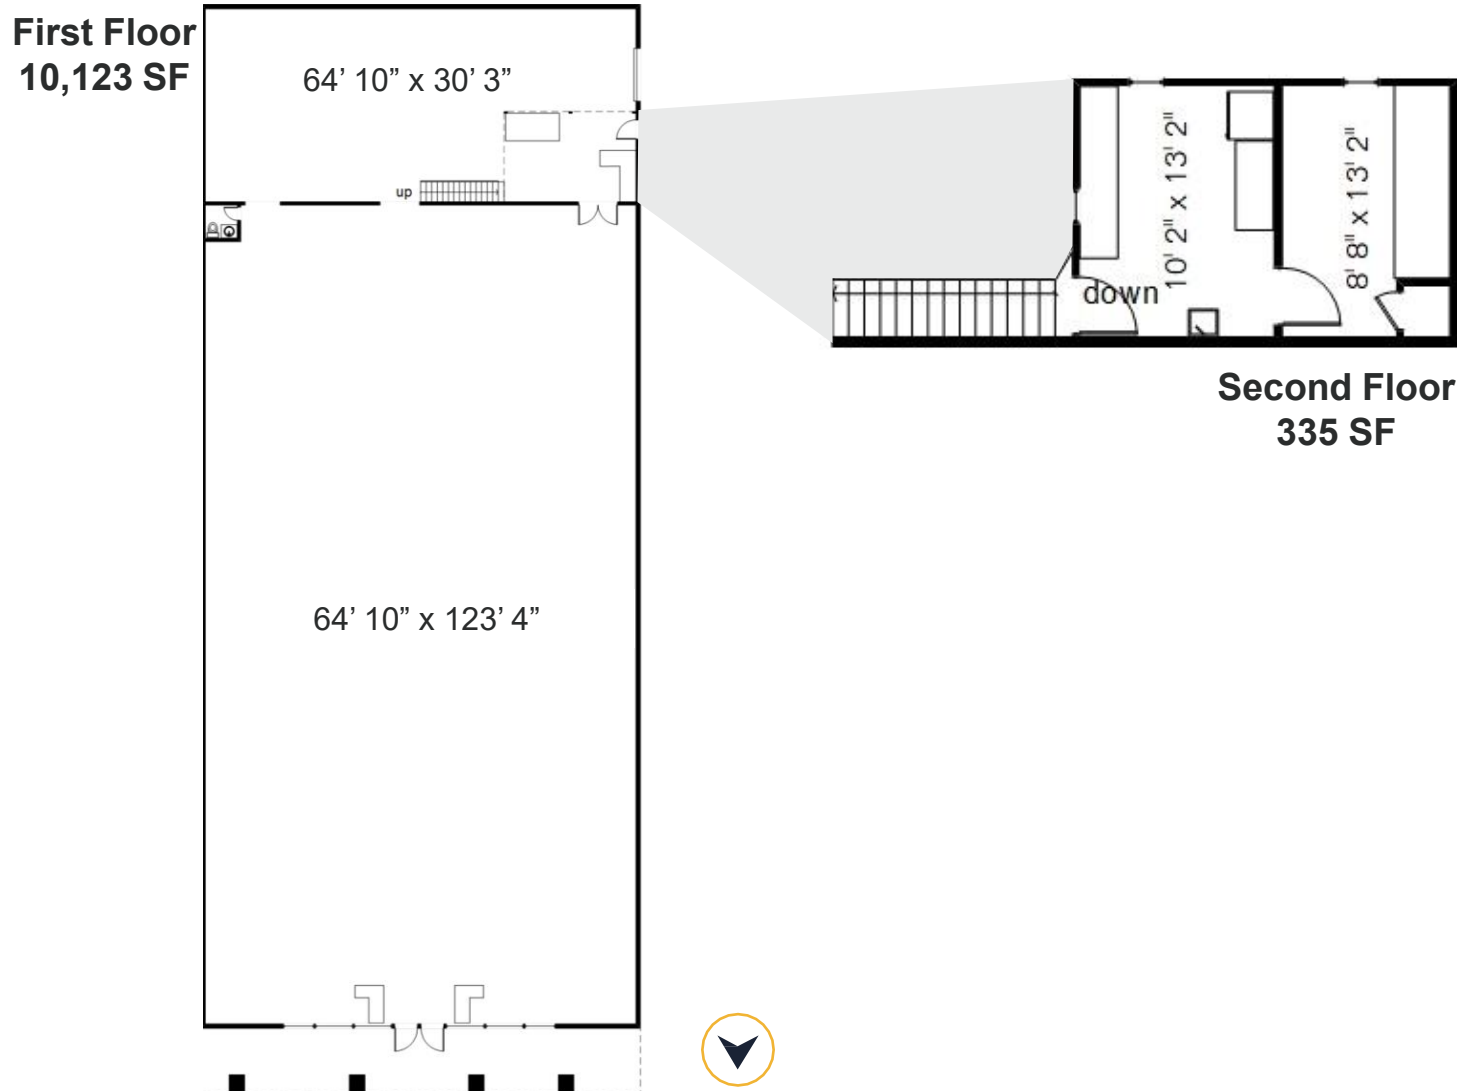 First Floor
10,123 SF
64’ 10” x 30’ 3”
up
10' 2" x 13' 2"
8' 8" x 13' 2"
down
Second Floor
335 SF
64’ 10” x 123’ 4”